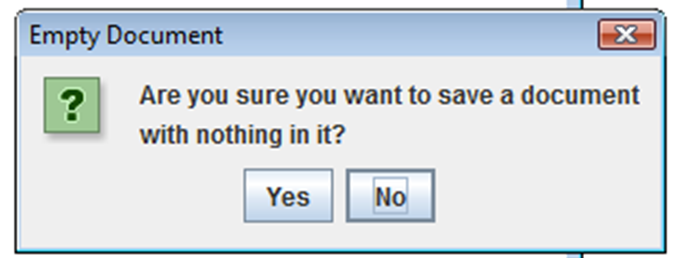 Empty Document
?
Are you sure you want to save a document
with nothing in it?
Yes No